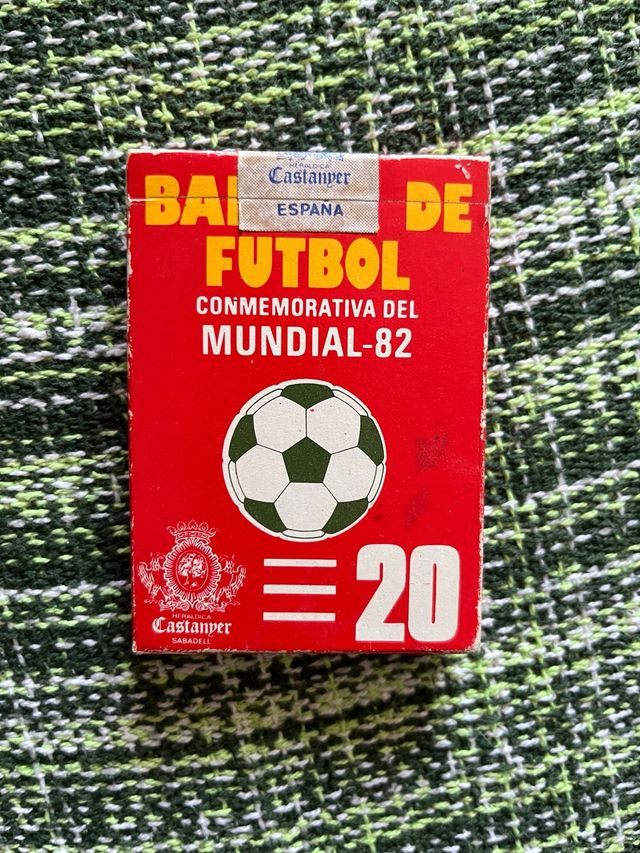 HERALDICA
Castanyer
ESPAÑA
BA DE
FUTBOL
CONMEMORATIVA DEL
MUNDIAL-82
20
HERALDICA
Castanyer
SABADELL